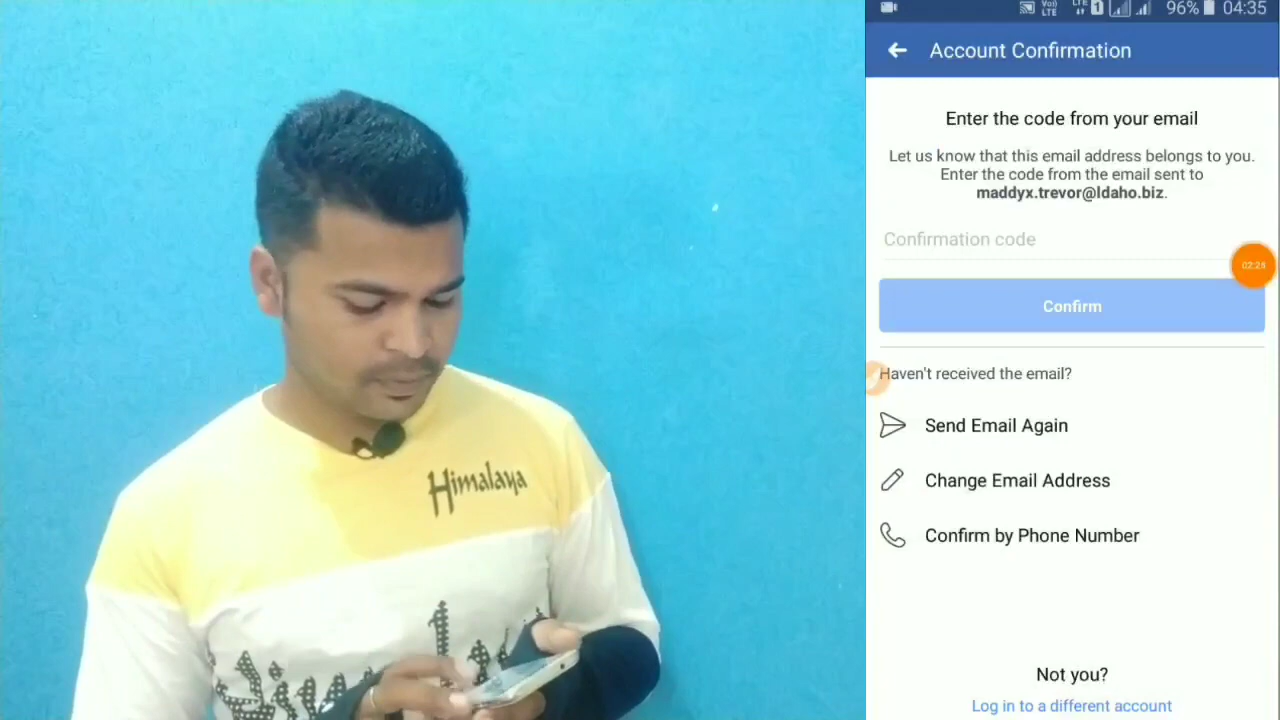 Himalaya
96% 04:35
Account Confirmation
Enter the code from your email
Let us know that this email address belongs to you.
Enter the code from the email sent to
maddyx.trevor@ldaho.biz.
Confirmation code
02:26
Confirm
Haven't received the email?
Send Email Again
Change Email Address
Confirm by Phone Number
Not you?
Log in to a different account